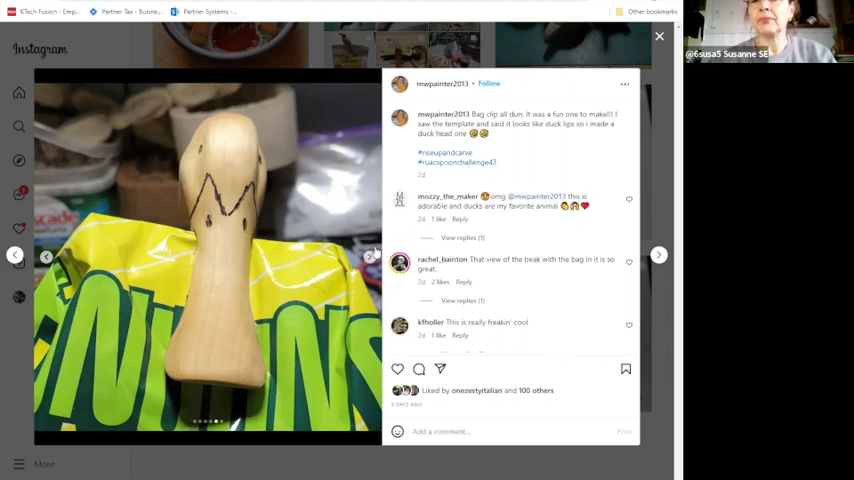 KTech Fusion - Emp...
Partner Tax - Busine...
Partner Systems -...
Other bookmarks
Instagram
@6susa5 Susanne SE
mwpainter2013 • Follow
mwpainter2013 Bag clip all dun. It was a fun one to make!!! I
saw the template and said it looks like duck lips so i made a
duck head one 🤣🤣
#riseupandcarve
#ruacspoonchallenge43
2d
mozzy_the_maker 😍omg @mwpainter2013 this is
adorable and ducks are my favorite animal
2d 1 like Reply
View replies (1)
rachel_bainton That view of the beak with the bag in it is so
great.
2d 2 likes Reply
View replies (1)
kfholler This is really freakin' cool
2d 1 like Reply
Liked by onezestyitalian and 100 others
2 DAYS AGO
Add a comment...
Post
More